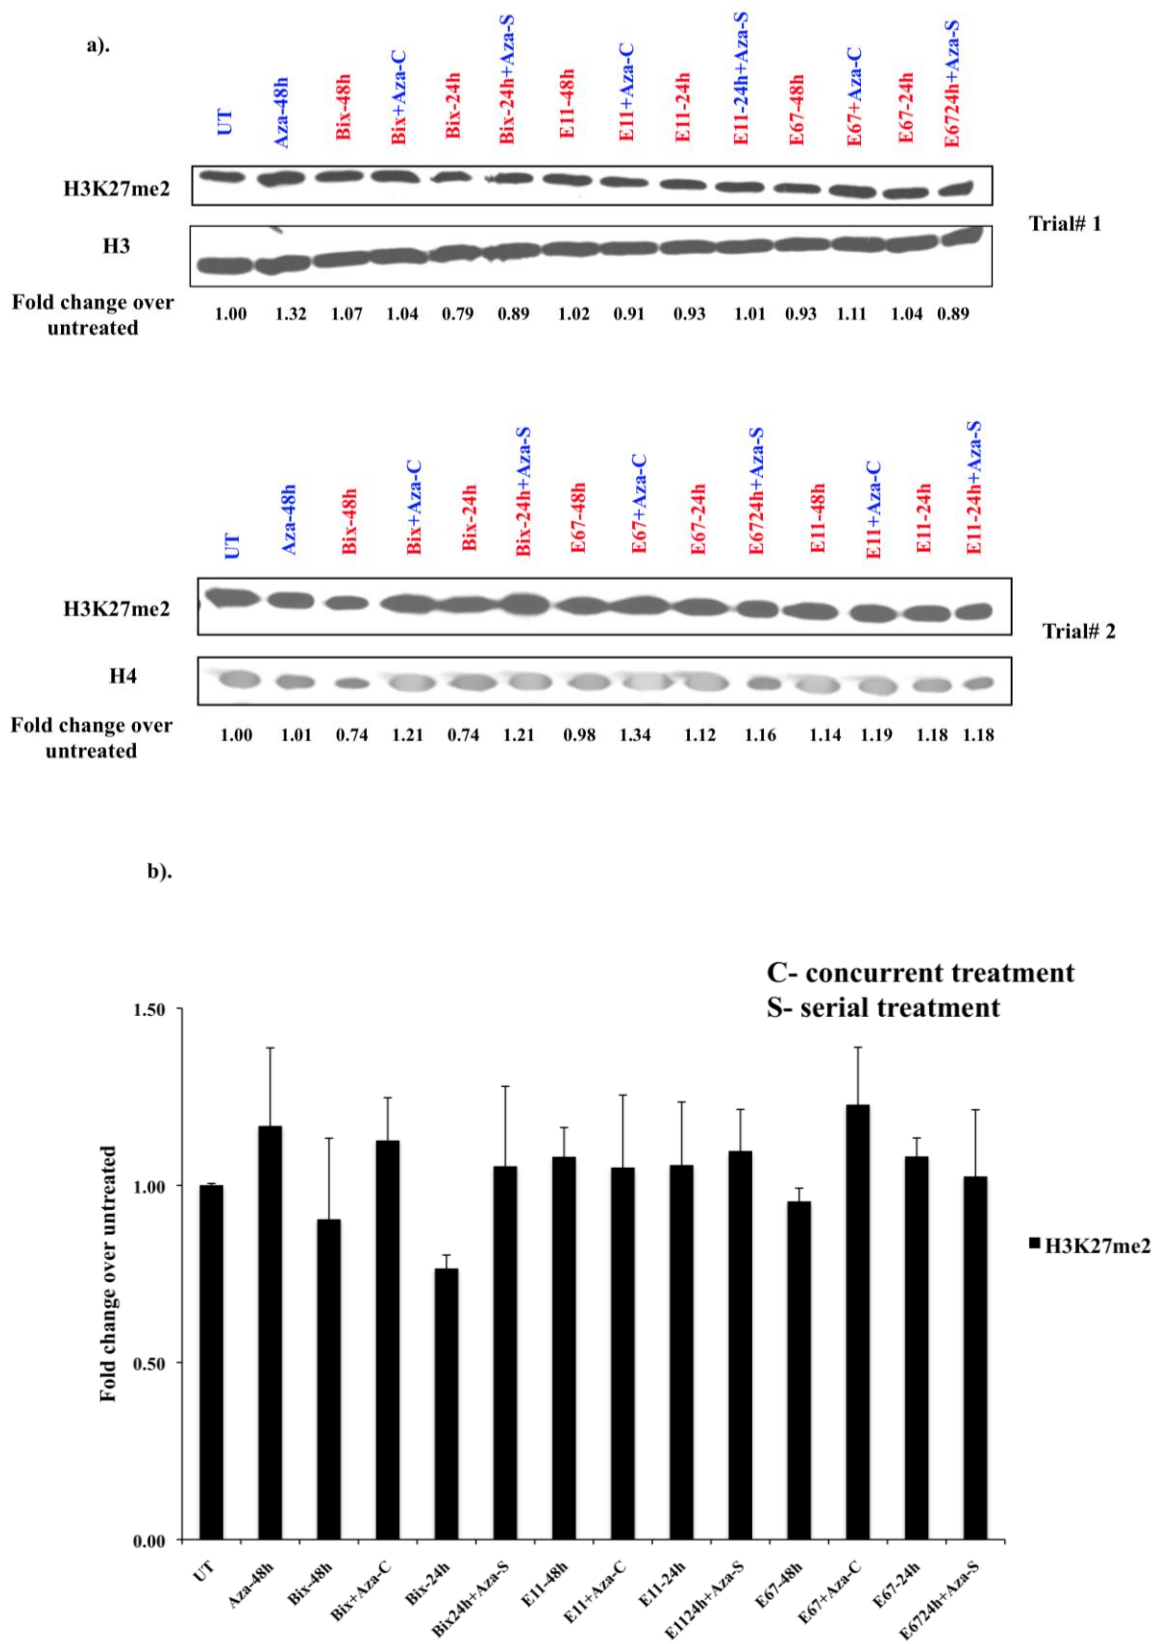 a).
UT
Aza-48h
Bix-48h
Bix+Aza-C
Bix-24h
Bix-24h+Aza-S
E11-48h
E11+Aza-C
E11-24h
E11-24h+Aza-S
E67-48h
E67+Aza-C
E67-24h
E6724h+Aza-S
H3K27me2
H3
Trial# 1
Fold change over
untreated
1.00 1.32 1.07 1.04 0.79 0.89 1.02 0.91 0.93 1.01 0.93 1.11 1.04 0.89
UT
Aza-48h
Bix-48h
Bix+Aza-C
Bix-24h
Bix-24h+Aza-S
E67-48h
E67+Aza-C
E67-24h
E6724h+Aza-S
E11-48h
E11+Aza-C
E11-24h
E11-24h+Aza-S
H3K27me2
Trial# 2
H4
Fold change over
untreated
1.00 1.01 0.74 1.21 0.74 1.21 0.98 1.34 1.12 1.16 1.14 1.19 1.18 1.18
b).
C- concurrent treatment
S- serial treatment
1.50
1.00
0.50
0.00
Fold change over untreated
H3K27me2
UT
Aza-48h
Bix-48h
Bix+Aza-C
Bix-24h
Bix24h+Aza-S
E11-48h
E11+Aza-C
E11-24h
E1124h+Aza-S
E67-48h
E67+Aza-C
E67-24h
E6724h+Aza-S